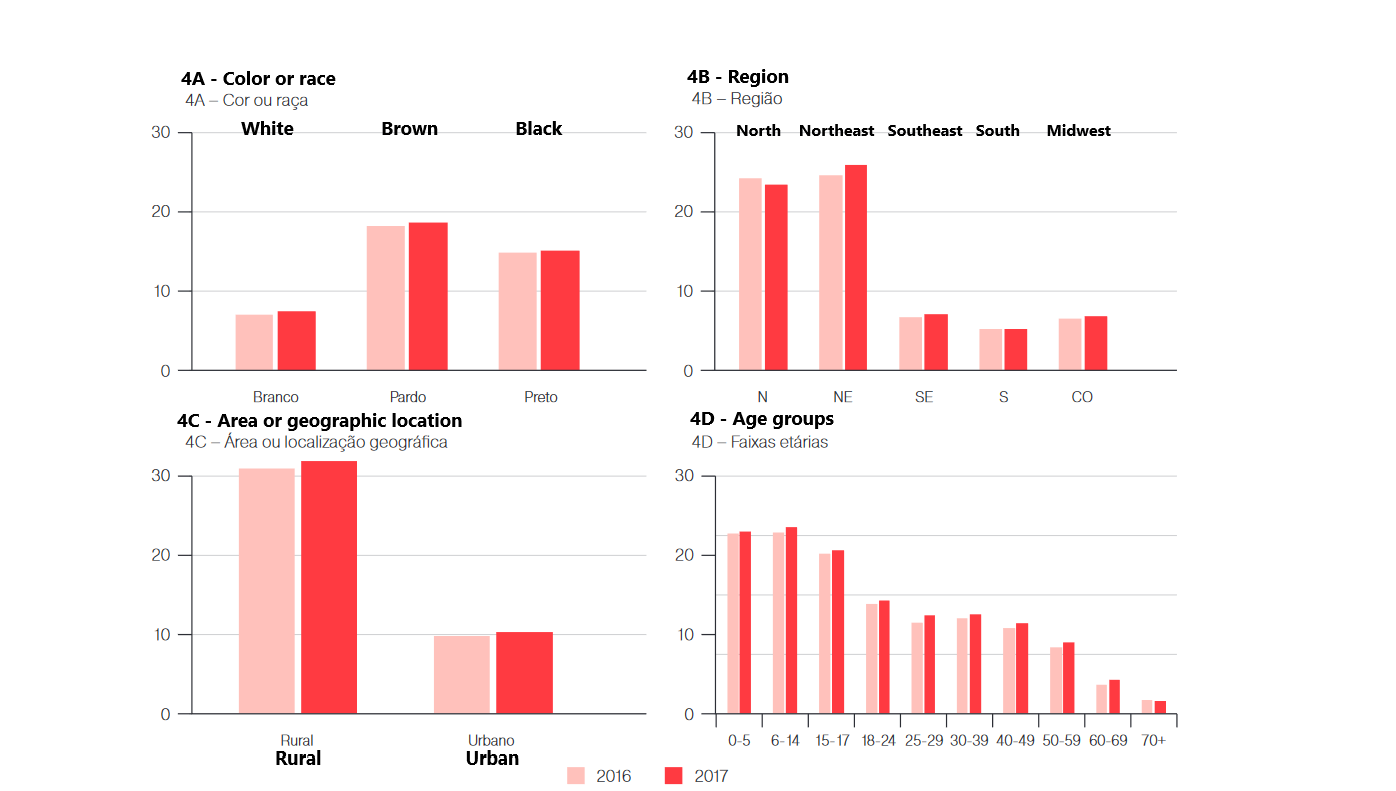 4A - Color or race
4A – Cor ou raça
White Brown Black
30
20
10
0
Branco Pardo Preto
4B - Region
4B – Região
North Northeast Southeast South Midwest
30
20
10
0
N NE SE S CO
4C - Area or geographic location
4C – Área ou localização geográfica
30
20
10
0
Rural Urbano
Rural Urban
4D - Age groups
4D – Faixas etárias
30
20
10
0
0-5 6-14 15-17 18-24 25-29 30-39 40-49 50-59 60-69 70+
2016 2017